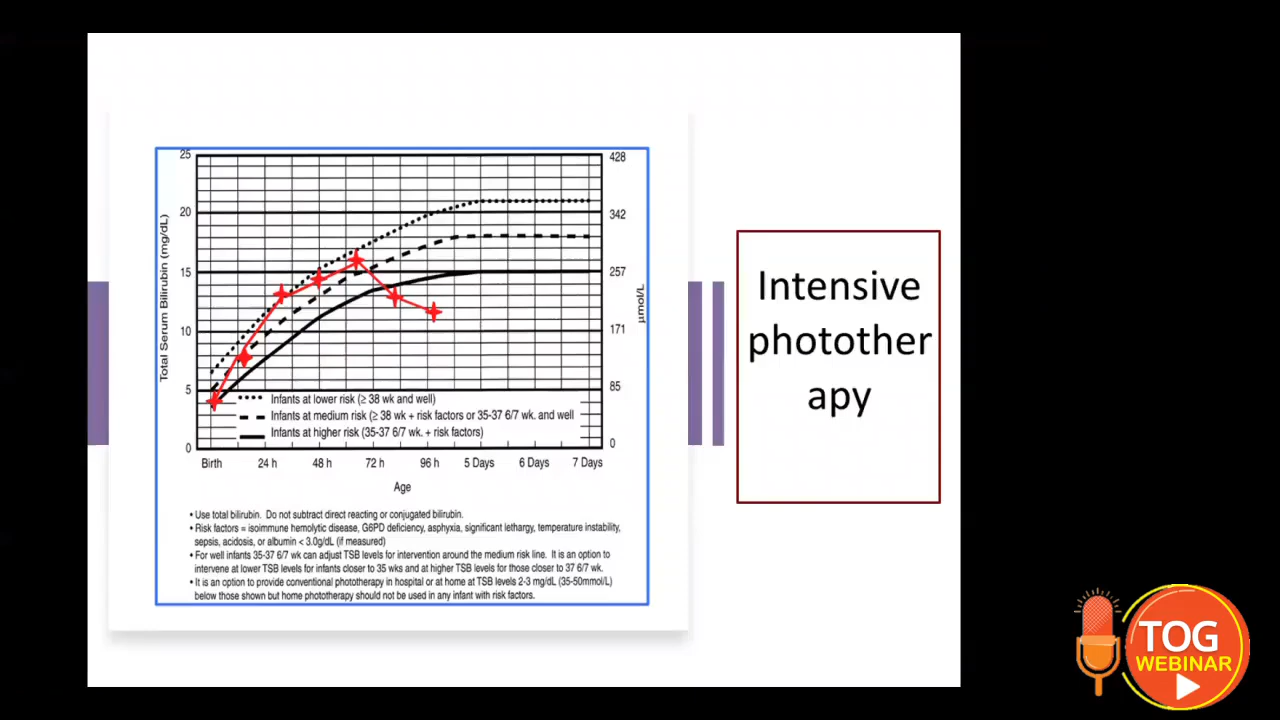 25
20
15
10
5
0
Total Serum Bilirubin (mg/dL)
428
342
257
171
85
0
µmol/L
Infants at lower risk (≥ 38 wk and well)
Infants at medium risk (≥ 38 wk + risk factors or 35-37 6/7 wk. and well
Infants at higher risk (35-37 6/7 wk. + risk factors)
Birth 24 h 48 h 72 h 96 h 5 Days 6 Days 7 Days
Age
• Use total bilirubin. Do not subtract direct reacting or conjugated bilirubin.
• Risk factors = isoimmune hemolytic disease, G6PD deficiency, asphyxia, significant lethargy, temperature instability,
sepsis, acidosis, or albumin < 3.0g/dL (if measured)
• For well infants 35-37 6/7 wk can adjust TSB levels for intervention around the medium risk line. It is an option to
intervene at lower TSB levels for infants closer to 35 wks and at higher TSB levels for those closer to 37 6/7 wk.
• It is an option to provide conventional phototherapy in hospital or at home at TSB levels 2-3 mg/dL (35-50mmol/L)
below those shown but home phototherapy should not be used in any infant with risk factors.
Intensive
photother
apy
TOG
WEBINAR